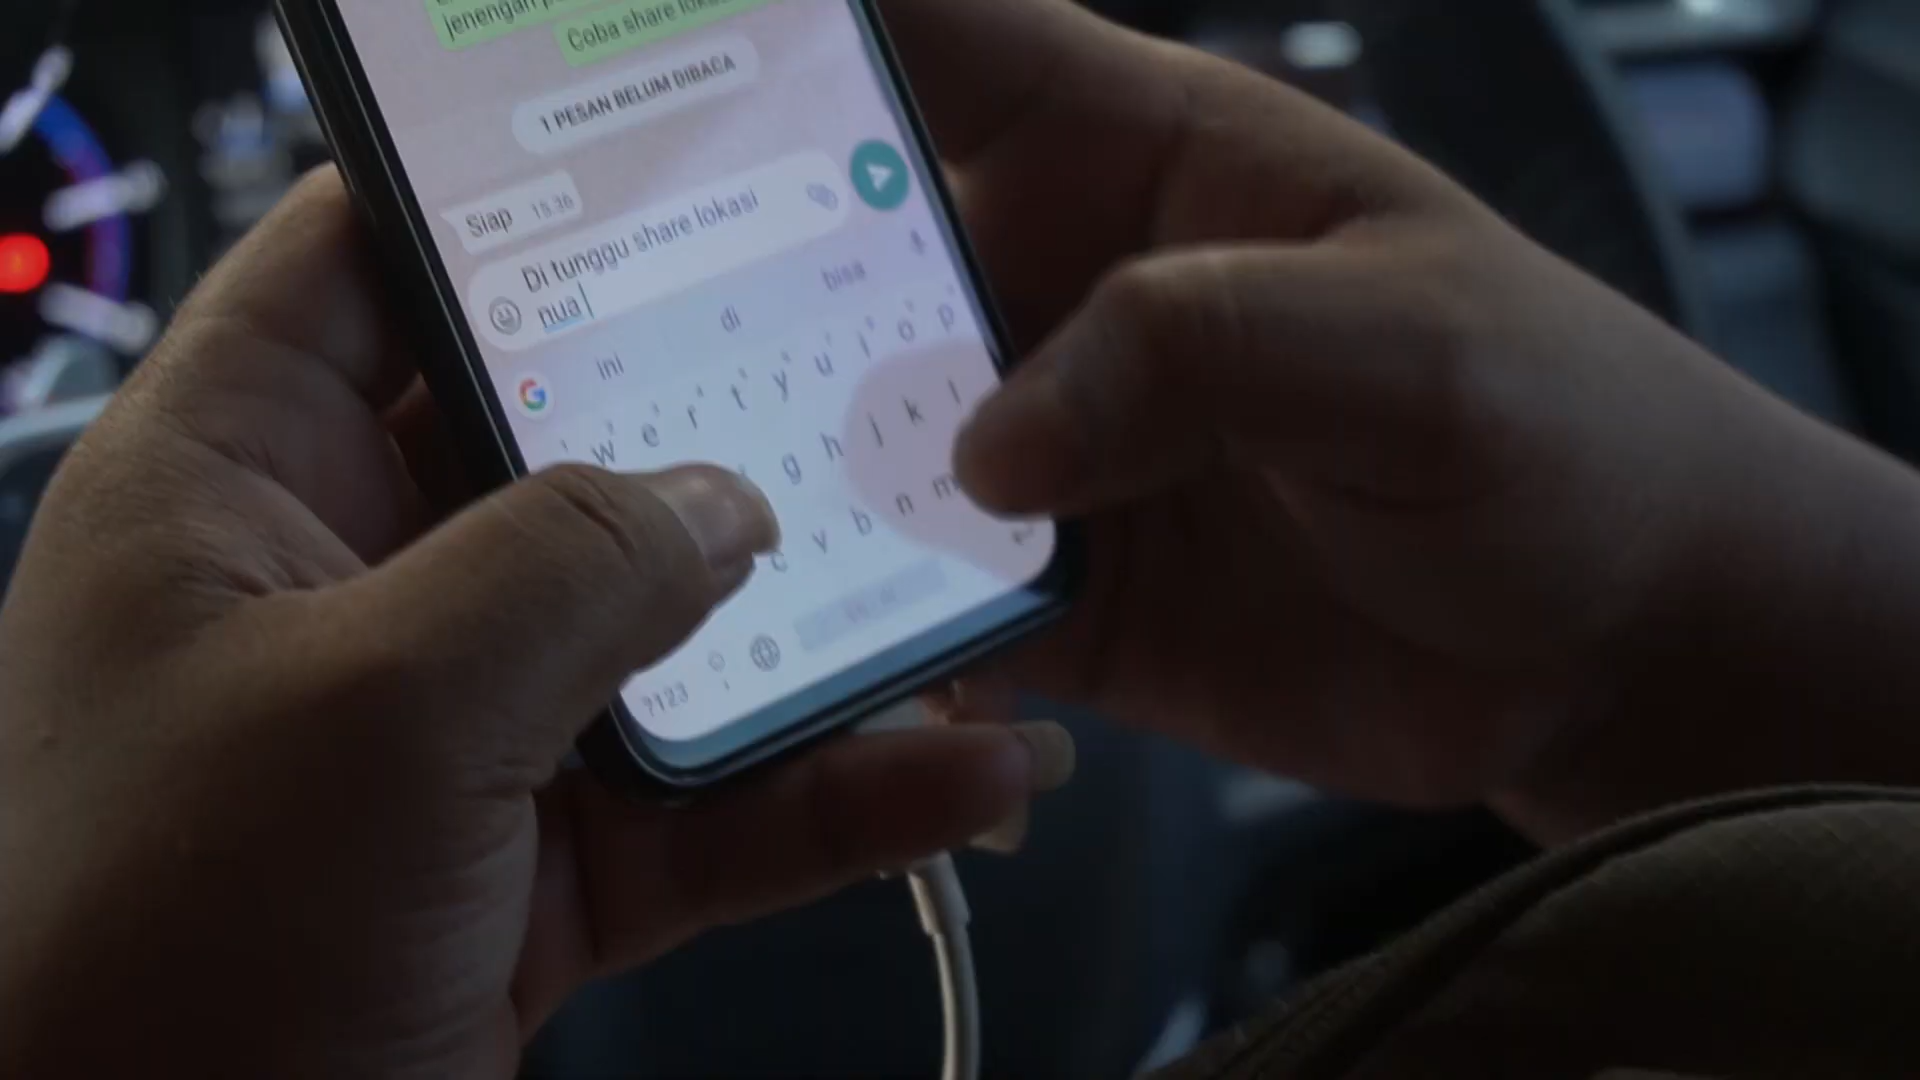 jenengan
Coba share lokasi
1 PESAN BELUM DIBACA
Siap 15.36
Di tunggu share lokasi
nua
ini di bisa
w e r t y u i o p
g h j k l
c v b n m
?123